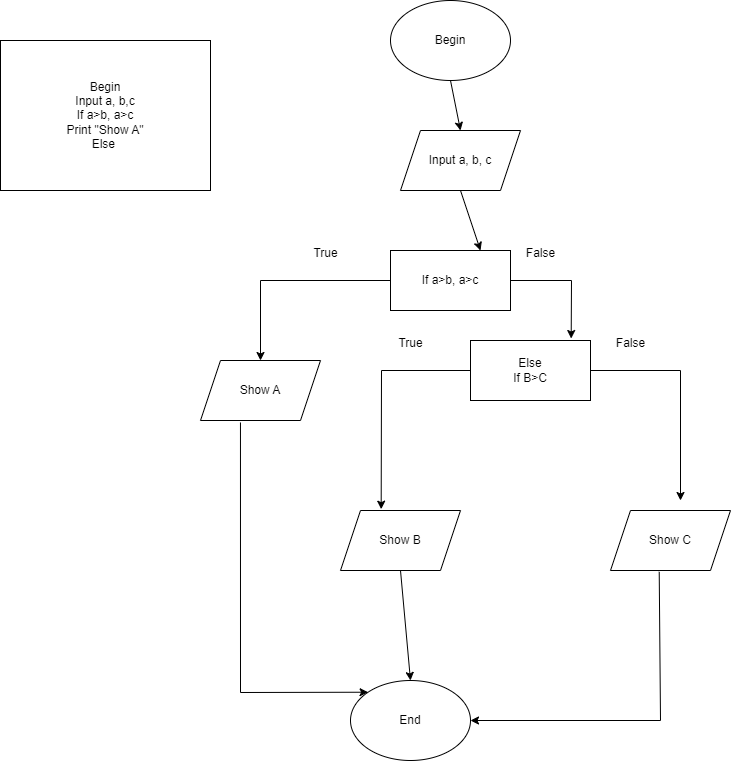 Begin
Begin
Input a, b,c
If a>b, a>c
Print "Show A"
Else
Input a, b, c
True
False
If a>b, a>c
True
False
Else
If B>C
Show A
Show B
Show C
End